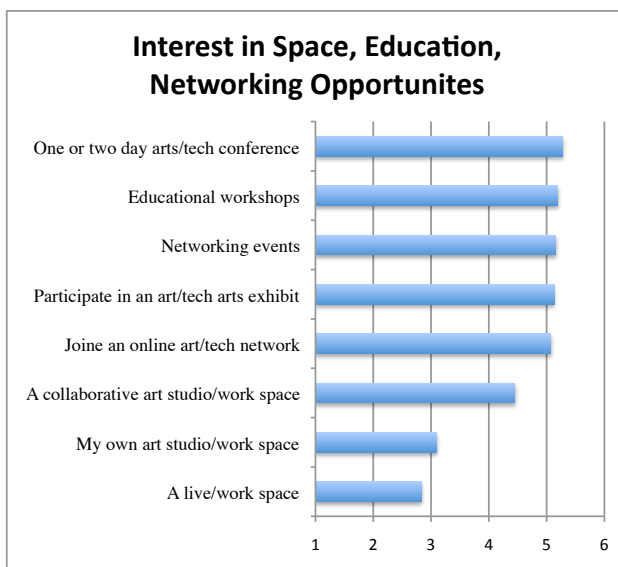 Interest in Space, Education,
Networking Opportunites
One or two day arts/tech conference
Educational workshops
Networking events
Participate in an art/tech arts exhibit
Joine an online art/tech network
A collaborative art studio/work space
My own art studio/work space
A live/work space
1 2 3 4 5 6